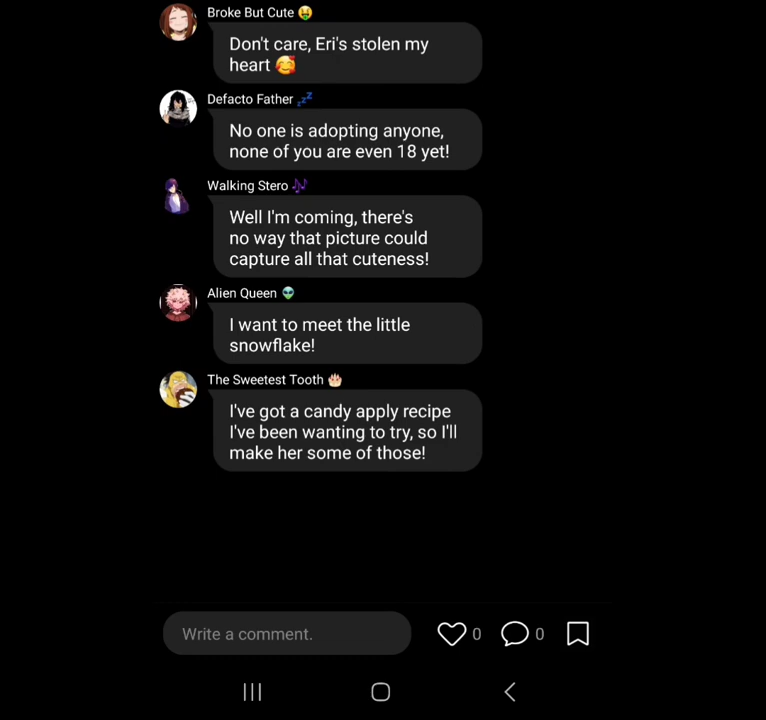 Broke But Cute 🤑
Don't care, Eri's stolen my
heart 🥰
Defacto Father 💤
No one is adopting anyone,
none of you are even 18 yet!
Walking Stero 🎶
Well I'm coming, there's
no way that picture could
capture all that cuteness!
Alien Queen 👽
I want to meet the little
snowflake!
The Sweetest Tooth 🎂
I've got a candy apply recipe
I've been wanting to try, so I'll
make her some of those!
Write a comment.
0
0